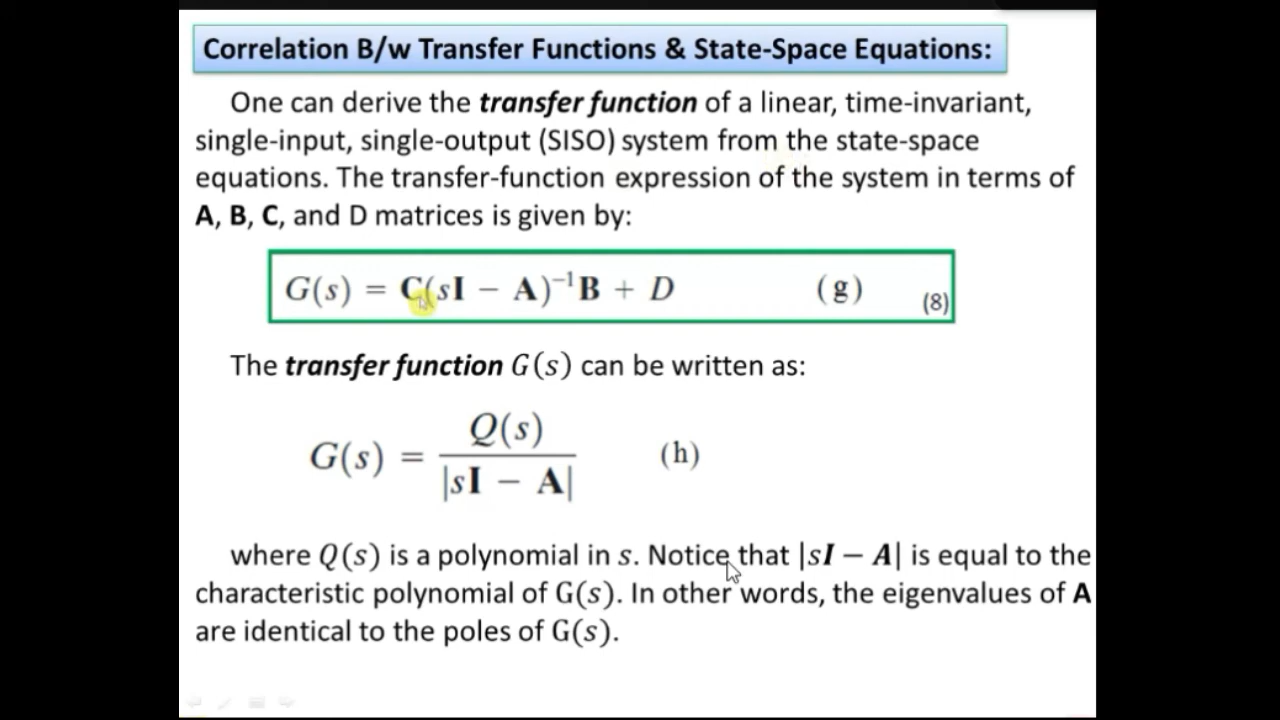 Correlation B/w Transfer Functions & State-Space Equations:
One can derive the transfer function of a linear, time-invariant,
single-input, single-output (SISO) system from the state-space
equations. The transfer-function expression of the system in terms of
A, B, C, and D matrices is given by:
G(s) = C(sI − A)⁻¹B + D (g) (8)
The transfer function G(s) can be written as:
G(s) = Q(s) / |sI − A| (h)
where Q(s) is a polynomial in s. Notice that |sI − A| is equal to the
characteristic polynomial of G(s). In other words, the eigenvalues of A
are identical to the poles of G(s).